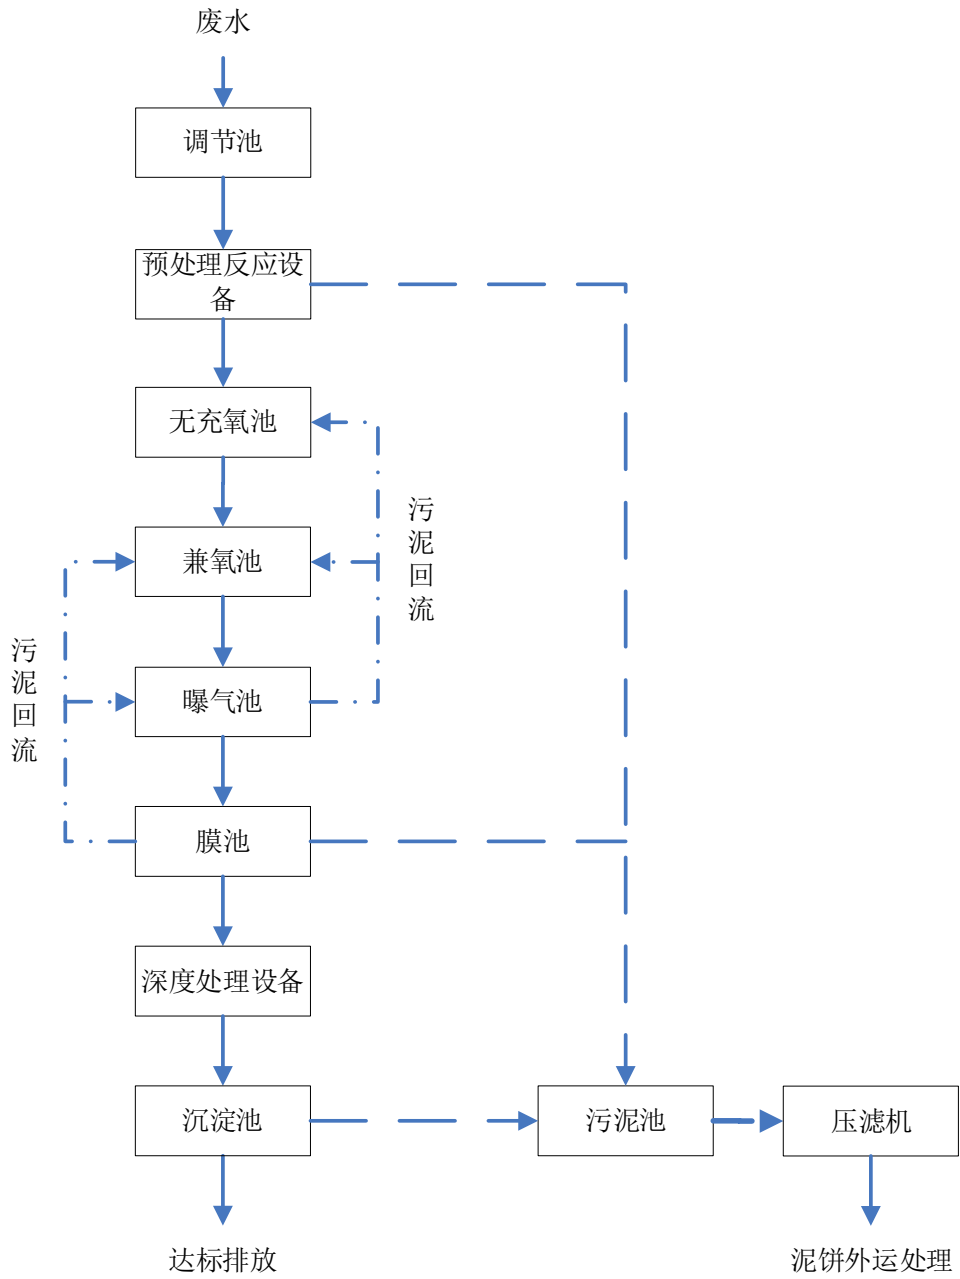 废水
调节池
预处理反应设
备
无充氧池
污
泥
回
流
兼氧池
污
泥
回
流
曝气池
膜池
深度处理设备
沉淀池
污泥池
压滤机
达标排放
泥饼外运处理